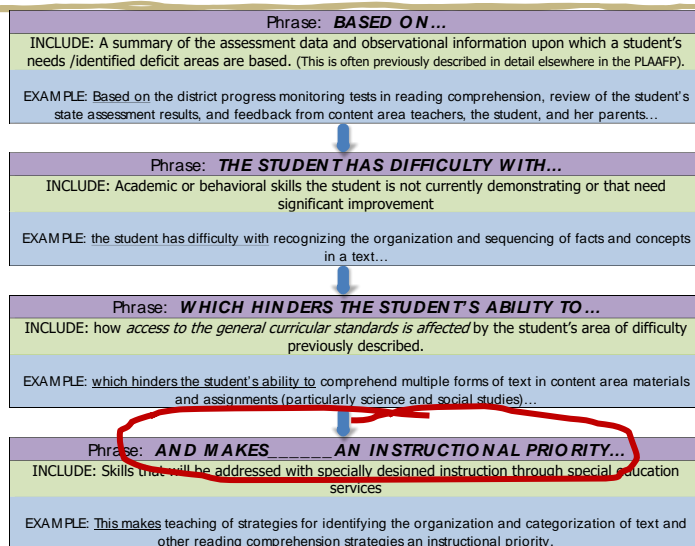 Phrase: BASED ON…
INCLUDE: A summary of the assessment data and observational information upon which a student's
needs /identified deficit areas are based. (This is often previously described in detail elsewhere in the PLAAFP).
EXAMPLE: Based on the district progress monitoring tests in reading comprehension, review of the student's
state assessment results, and feedback from content area teachers, the student, and her parents…
Phrase: THE STUDENT HAS DIFFICULTY WITH…
INCLUDE: Academic or behavioral skills the student is not currently demonstrating or that need
significant improvement
EXAMPLE: the student has difficulty with recognizing the organization and sequencing of facts and concepts
in a text…
Phrase: WHICH HINDERS THE STUDENT'S ABILITY TO…
INCLUDE: how access to the general curricular standards is affected by the student's area of difficulty
previously described.
EXAMPLE: which hinders the student's ability to comprehend multiple forms of text in content area materials
and assignments (particularly science and social studies)…
Phrase: AND MAKES______AN INSTRUCTIONAL PRIORITY…
INCLUDE: Skills that will be addressed with specially designed instruction through special education
services
EXAMPLE: This makes teaching of strategies for identifying the organization and categorization of text and
other reading comprehension strategies an instructional priority.